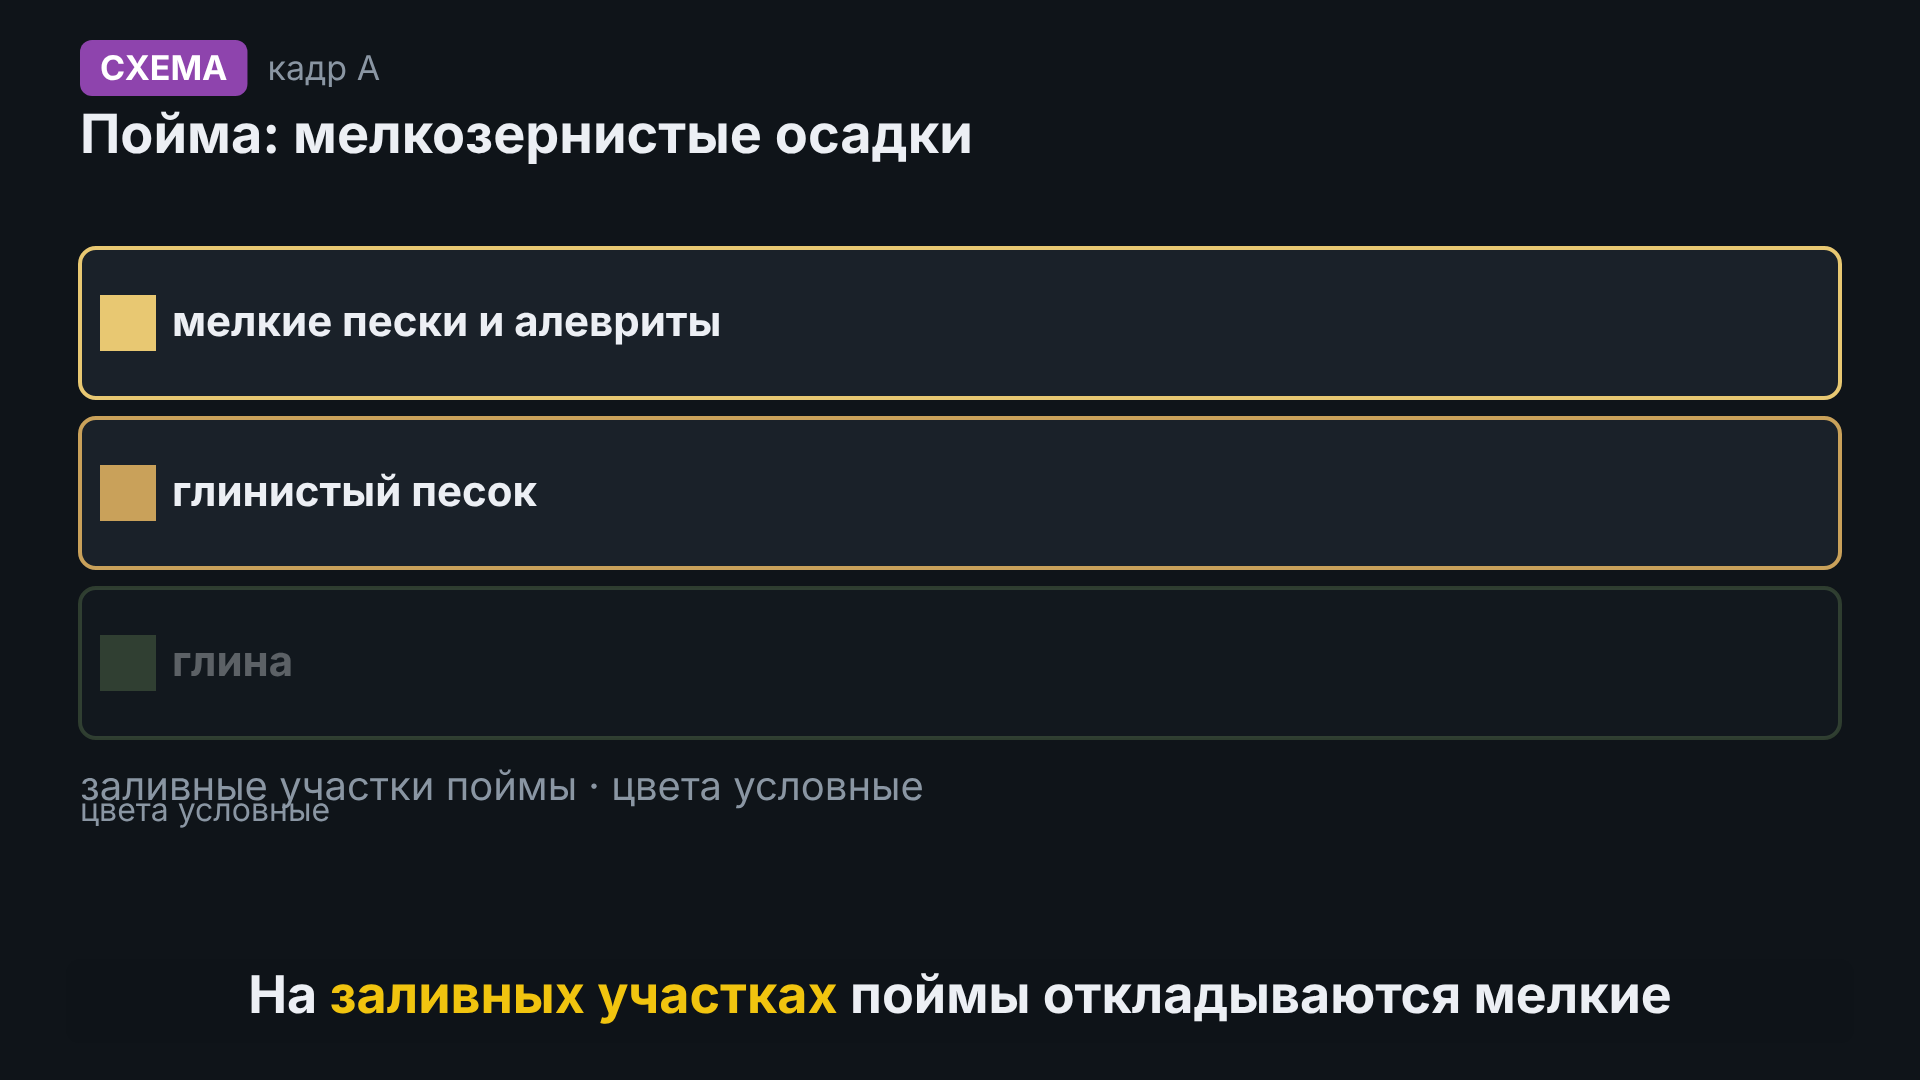 СХЕМА кадр А
Пойма: мелкозернистые осадки
мелкие пески и алевриты
глинистый песок
глина
заливные участки поймы · цвета условные
цвета условные
На заливных участках поймы откладываются мелкие